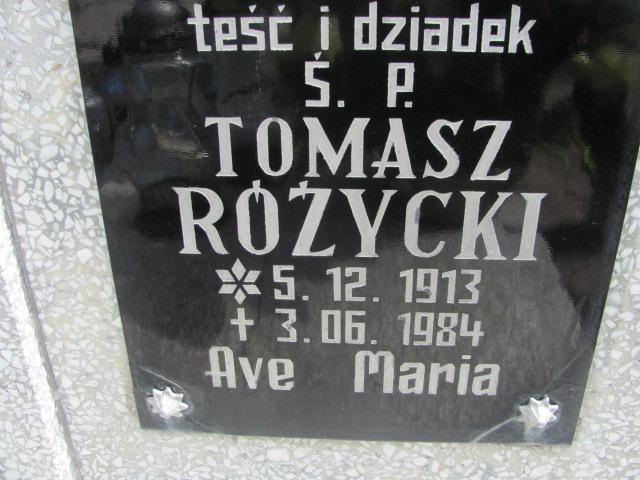 teść i dziadek
Ś. P.
TOMASZ
RÓŻYCKI
5. 12. 1913
✝ 3. 06. 1984
Ave Maria